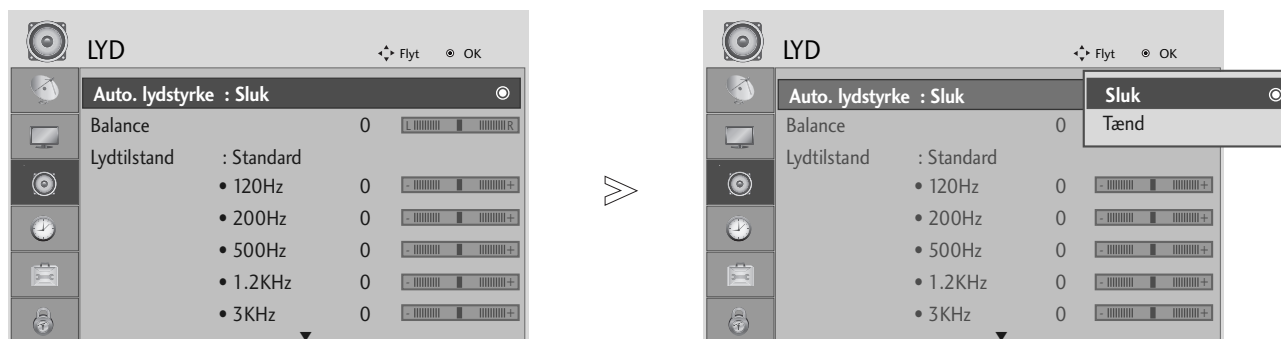 LYD
Flyt OK
Auto. lydstyrke : Sluk
Balance 0 L R
Lydtilstand : Standard
• 120Hz 0 - +
• 200Hz 0 - +
• 500Hz 0 - +
• 1.2KHz 0 - +
• 3KHz 0 - +
LYD
Flyt OK
Auto. lydstyrke : Sluk
Sluk
Tænd
Balance 0
Lydtilstand : Standard
• 120Hz 0 - +
• 200Hz 0 - +
• 500Hz 0 - +
• 1.2KHz 0 - +
• 3KHz 0 - +